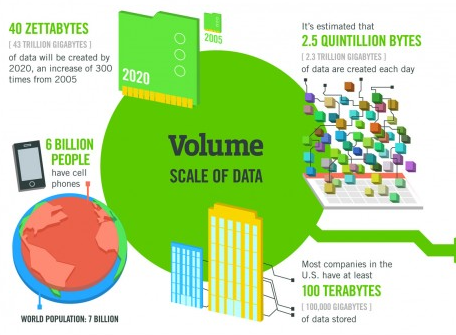 40 ZETTABYTES
[ 43 TRILLION GIGABYTES ]
of data will be created by
2020, an increase of 300
times from 2005
2020
2005
It's estimated that
2.5 QUINTILLION BYTES
[ 2.3 TRILLION GIGABYTES ]
of data are created each day
6 BILLION
PEOPLE
have cell
phones
WORLD POPULATION: 7 BILLION
Volume
SCALE OF DATA
Most companies in the
U.S. have at least
100 TERABYTES
[ 100,000 GIGABYTES ]
of data stored